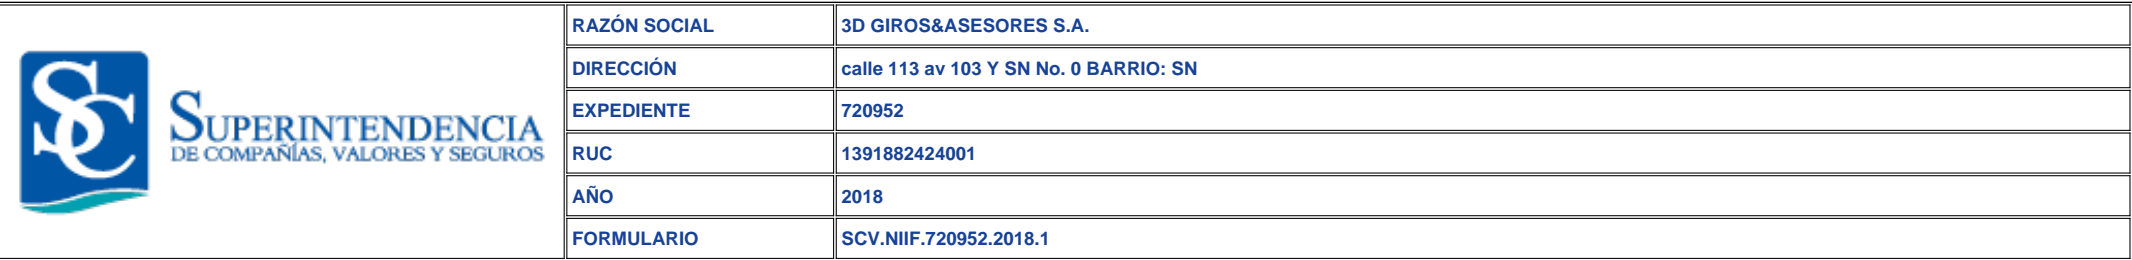 SC
SUPERINTENDENCIA
DE COMPAÑÍAS, VALORES Y SEGUROS
RAZÓN SOCIAL 3D GIROS&ASESORES S.A.
DIRECCIÓN calle 113 av 103 Y SN No. 0 BARRIO: SN
EXPEDIENTE 720952
RUC 1391882424001
AÑO 2018
FORMULARIO SCV.NIIF.720952.2018.1